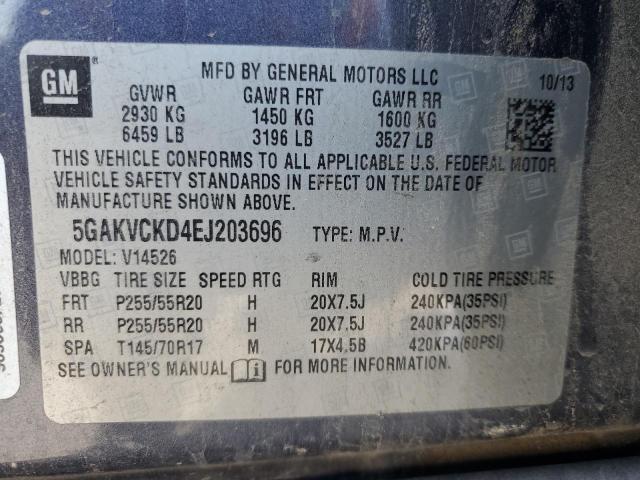 GM
MFD BY GENERAL MOTORS LLC
10/13
GVWR GAWR FRT GAWR RR
2930 KG 1450 KG 1600 KG
6459 LB 3196 LB 3527 LB
THIS VEHICLE CONFORMS TO ALL APPLICABLE U.S. FEDERAL MOTOR
VEHICLE SAFETY STANDARDS IN EFFECT ON THE DATE OF
MANUFACTURE SHOWN ABOVE.
5GAKVCKD4EJ203696 TYPE: M.P.V.
MODEL: V14526
VBBG TIRE SIZE SPEED RTG RIM COLD TIRE PRESSURE
FRT P255/55R20 H 20X7.5J 240KPA(35PSI)
RR P255/55R20 H 20X7.5J 240KPA(35PSI)
SPA T145/70R17 M 17X4.5B 420KPA(60PSI)
SEE OWNER'S MANUAL FOR MORE INFORMATION.